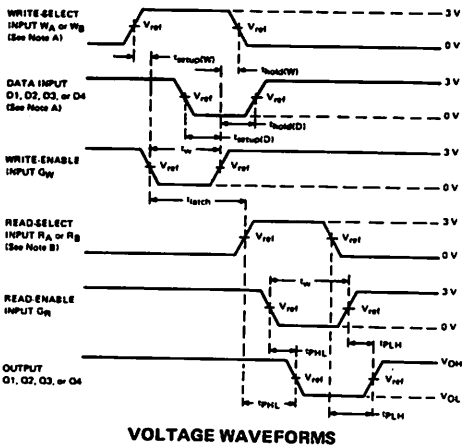 WRITE-SELECT
INPUT WA or WB
(See Note A)
Vref
Vref
3 V
0 V
tsetup(W)
thold(W)
DATA INPUT
D1, D2, D3, or D4
(See Note A)
Vref
Vref
3 V
0 V
thold(D)
tsetup(D)
tw
WRITE-ENABLE
INPUT GW
Vref
Vref
3 V
0 V
tlatch
READ-SELECT
INPUT RA or RB
(See Note B)
Vref
Vref
3 V
0 V
tw
READ-ENABLE
INPUT GR
Vref
Vref
3 V
0 V
tPHL
tPLH
OUTPUT
Q1, Q2, Q3, or Q4
Vref
Vref
VOH
VOL
tPHL
tPLH
VOLTAGE WAVEFORMS